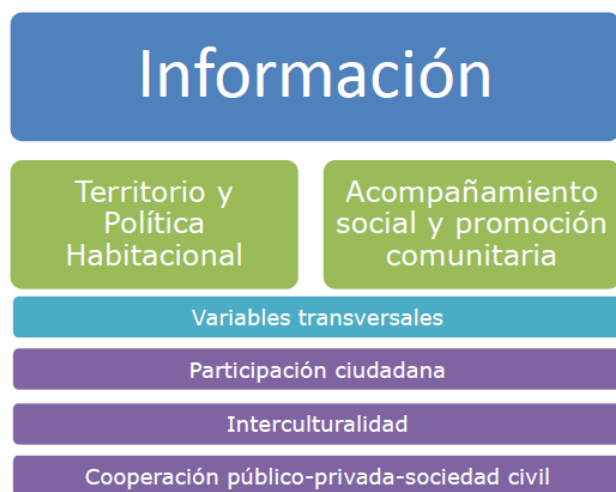 Información
Territorio y
Política
Habitacional
Acompañamiento
social y promoción
comunitaria
Variables transversales
Participación ciudadana
Interculturalidad
Cooperación público-privada-sociedad civil